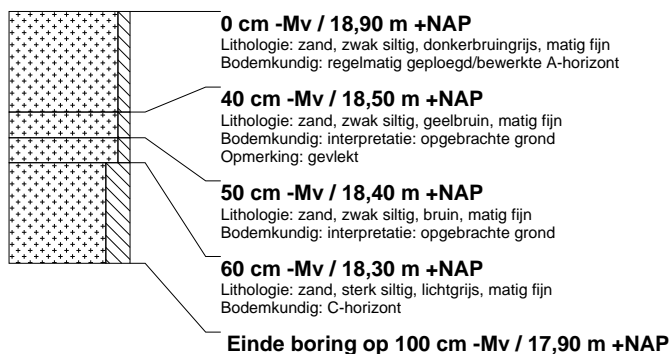 0 cm -Mv / 18,90 m +NAP
Lithologie: zand, zwak siltig, donkerbruingrijs, matig fijn
Bodemkundig: regelmatig geploegd/bewerkte A-horizont
40 cm -Mv / 18,50 m +NAP
Lithologie: zand, zwak siltig, geelbruin, matig fijn
Bodemkundig: interpretatie: opgebrachte grond
Opmerking: gevlekt
50 cm -Mv / 18,40 m +NAP
Lithologie: zand, zwak siltig, bruin, matig fijn
Bodemkundig: interpretatie: opgebrachte grond
60 cm -Mv / 18,30 m +NAP
Lithologie: zand, sterk siltig, lichtgrijs, matig fijn
Bodemkundig: C-horizont
Einde boring op 100 cm -Mv / 17,90 m +NAP